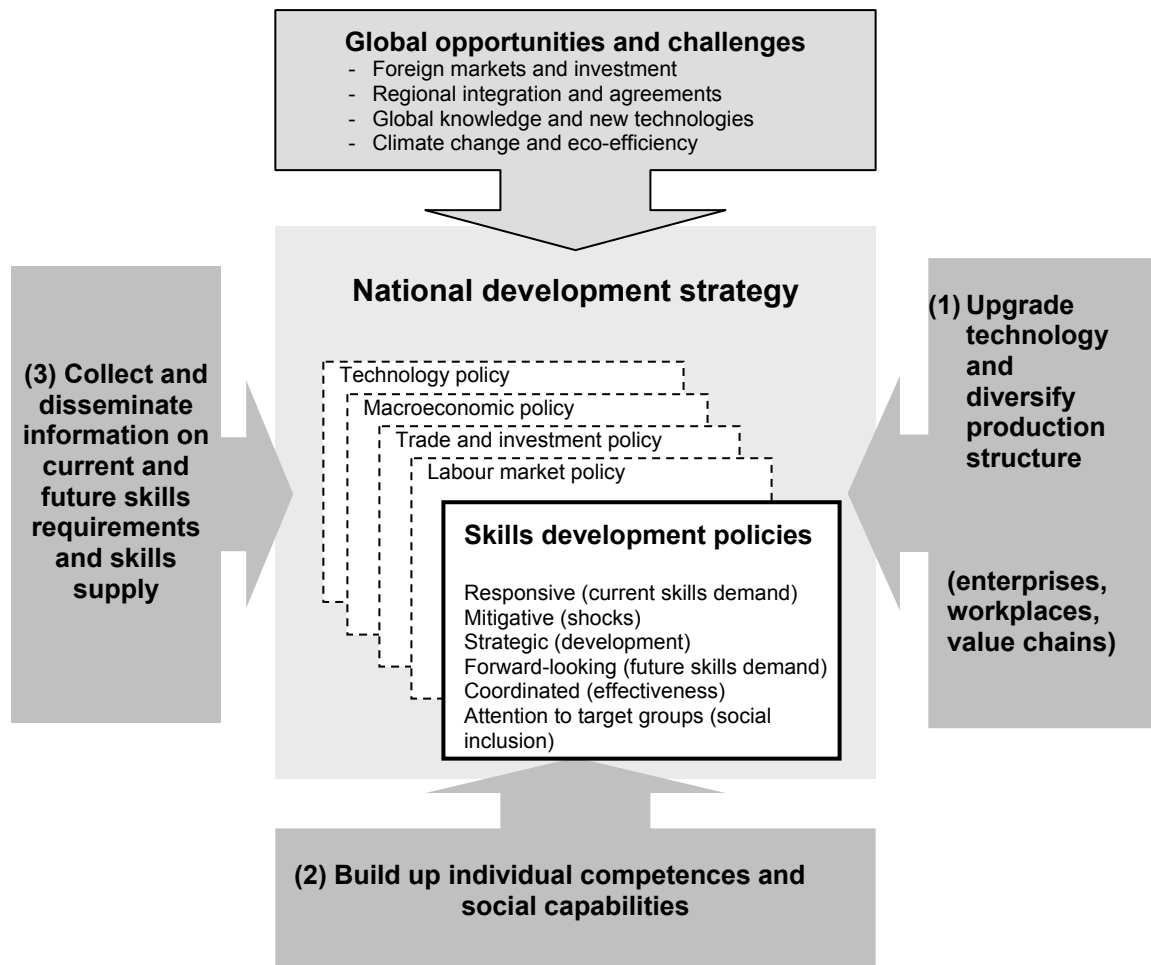 Global opportunities and challenges
- Foreign markets and investment
- Regional integration and agreements
- Global knowledge and new technologies
- Climate change and eco-efficiency
National development strategy
(3) Collect and
disseminate
information on
current and
future skills
requirements
and skills
supply
Technology policy
Macroeconomic policy
Trade and investment policy
Labour market policy
Skills development policies
Responsive (current skills demand)
Mitigative (shocks)
Strategic (development)
Forward-looking (future skills demand)
Coordinated (effectiveness)
Attention to target groups (social
inclusion)
(1) Upgrade
technology
and
diversify
production
structure
(enterprises,
workplaces,
value chains)
(2) Build up individual competences and
social capabilities